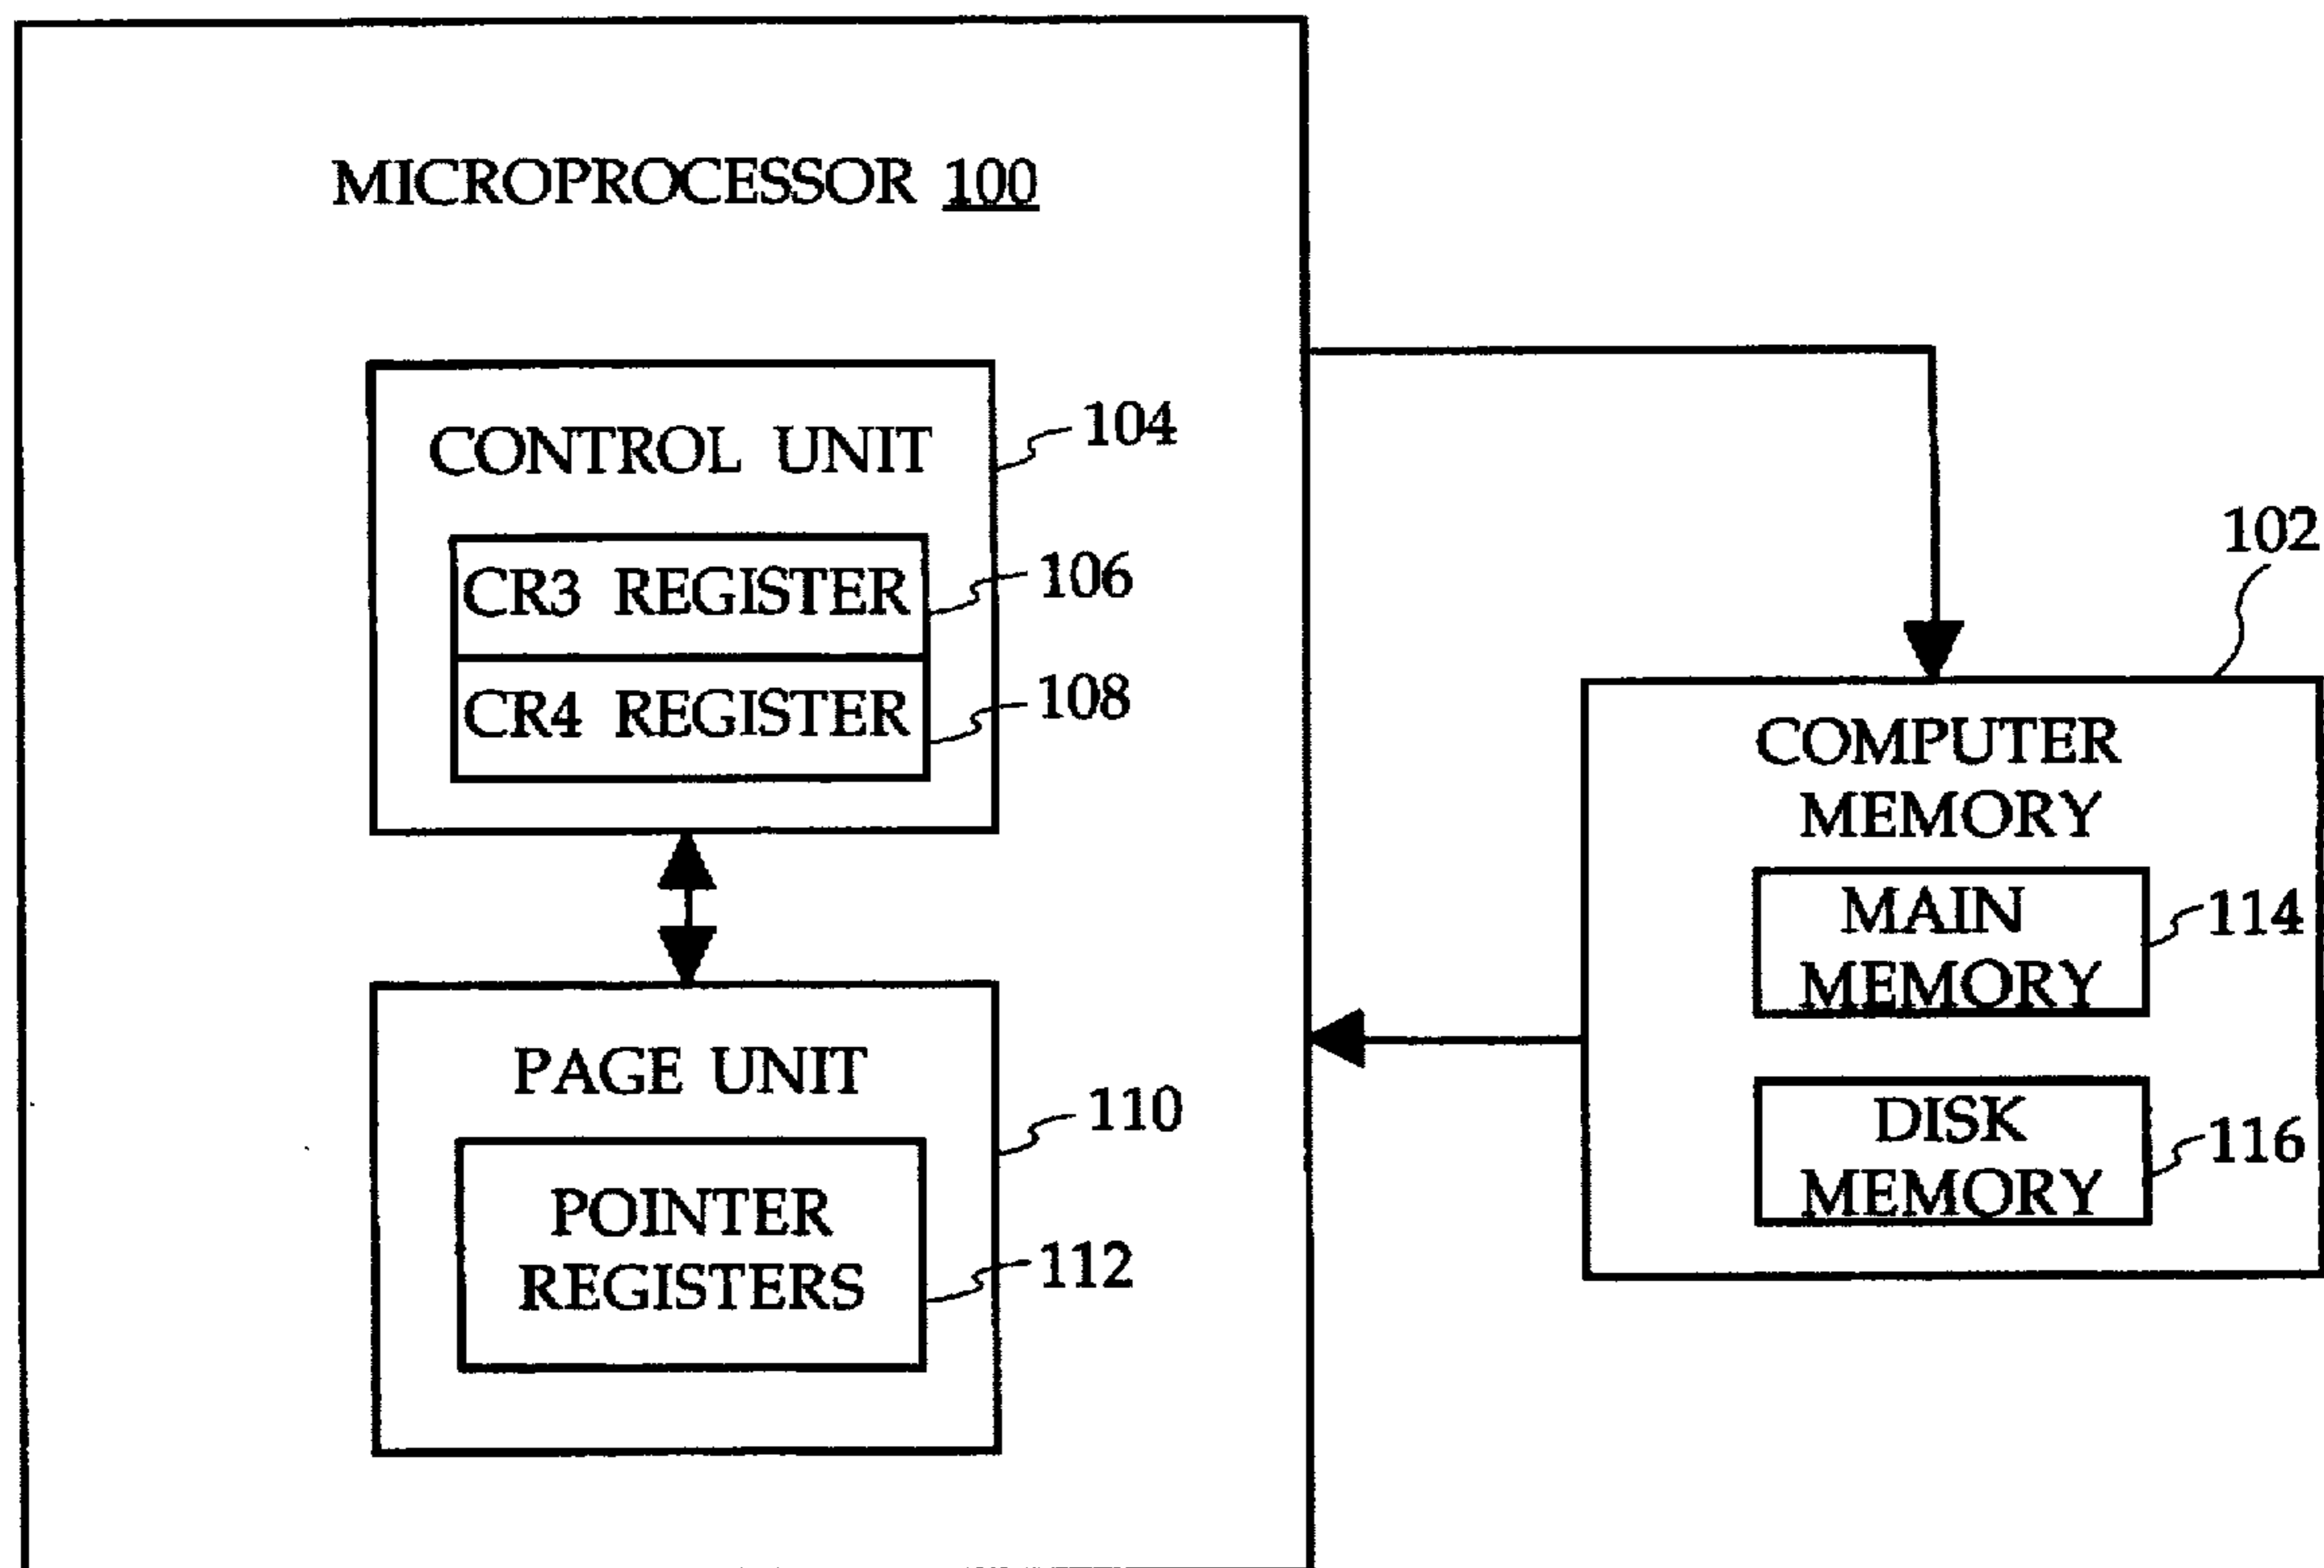 MICROPROCESSOR 100
CONTROL UNIT
104
CR3 REGISTER
106
CR4 REGISTER
108
PAGE UNIT
110
POINTER
REGISTERS
112
102
COMPUTER
MEMORY
MAIN
MEMORY
114
DISK
MEMORY
116